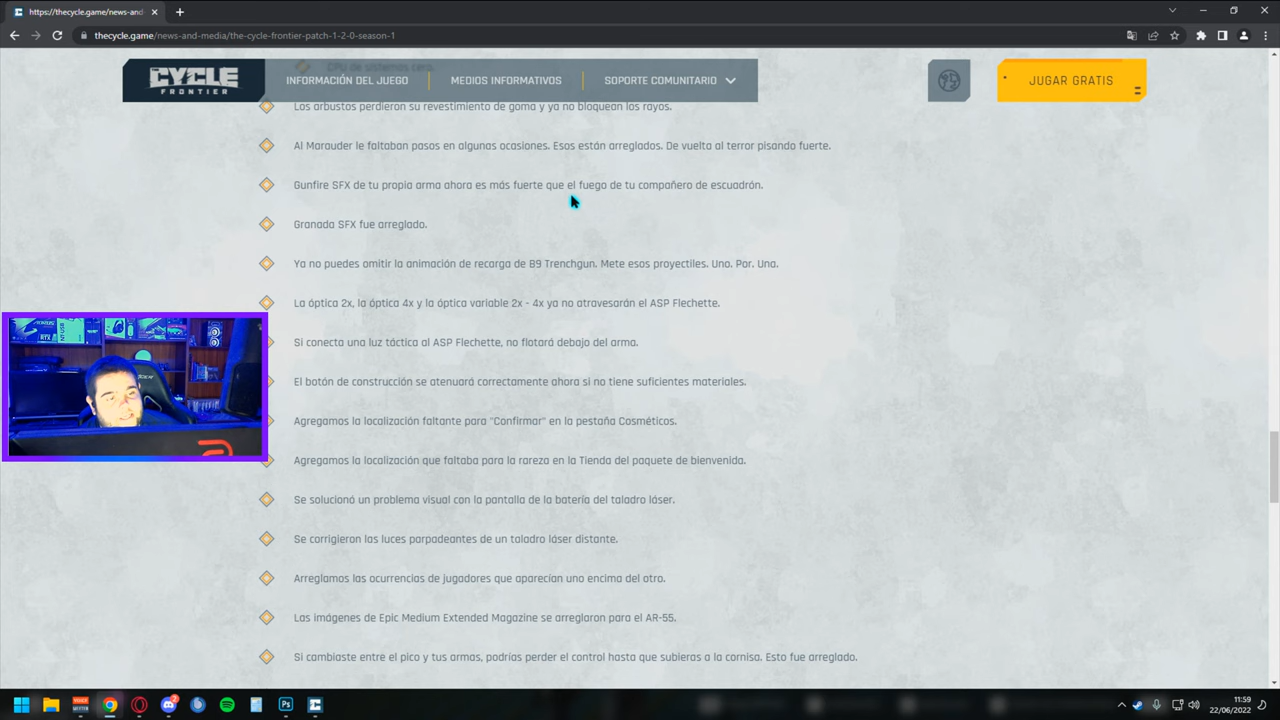 https://thecycle.game/news-and-
thecycle.game/news-and-media/the-cycle-frontier-patch-1-2-0-season-1
CPU de sistemas cero.
THE CYCLE
FRONTIER
INFORMACIÓN DEL JUEGO
MEDIOS INFORMATIVOS
SOPORTE COMUNITARIO
JUGAR GRATIS
Los arbustos perdieron su revestimiento de goma y ya no bloquean los rayos.
Al Marauder le faltaban pasos en algunas ocasiones. Esos están arreglados. De vuelta al terror pisando fuerte.
Gunfire SFX de tu propia arma ahora es más fuerte que el fuego de tu compañero de escuadrón.
Granada SFX fue arreglado.
Ya no puedes omitir la animación de recarga de B9 Trenchgun. Mete esos proyectiles. Uno. Por. Una.
La óptica 2x, la óptica 4x y la óptica variable 2x - 4x ya no atravesarán el ASP Flechette.
Si conecta una luz táctica al ASP Flechette, no flotará debajo del arma.
El botón de construcción se atenuará correctamente ahora si no tiene suficientes materiales.
Agregamos la localización faltante para "Confirmar" en la pestaña Cosméticos.
Agregamos la localización que faltaba para la rareza en la Tienda del paquete de bienvenida.
Se solucionó un problema visual con la pantalla de la batería del taladro láser.
Se corrigieron las luces parpadeantes de un taladro láser distante.
Arreglamos las ocurrencias de jugadores que aparecían uno encima del otro.
Las imágenes de Epic Medium Extended Magazine se arreglaron para el AR-55.
Si cambiaste entre el pico y tus armas, podrías perder el control hasta que subieras a la cornisa. Esto fue arreglado.
2
Ps
11:59
22/06/2022